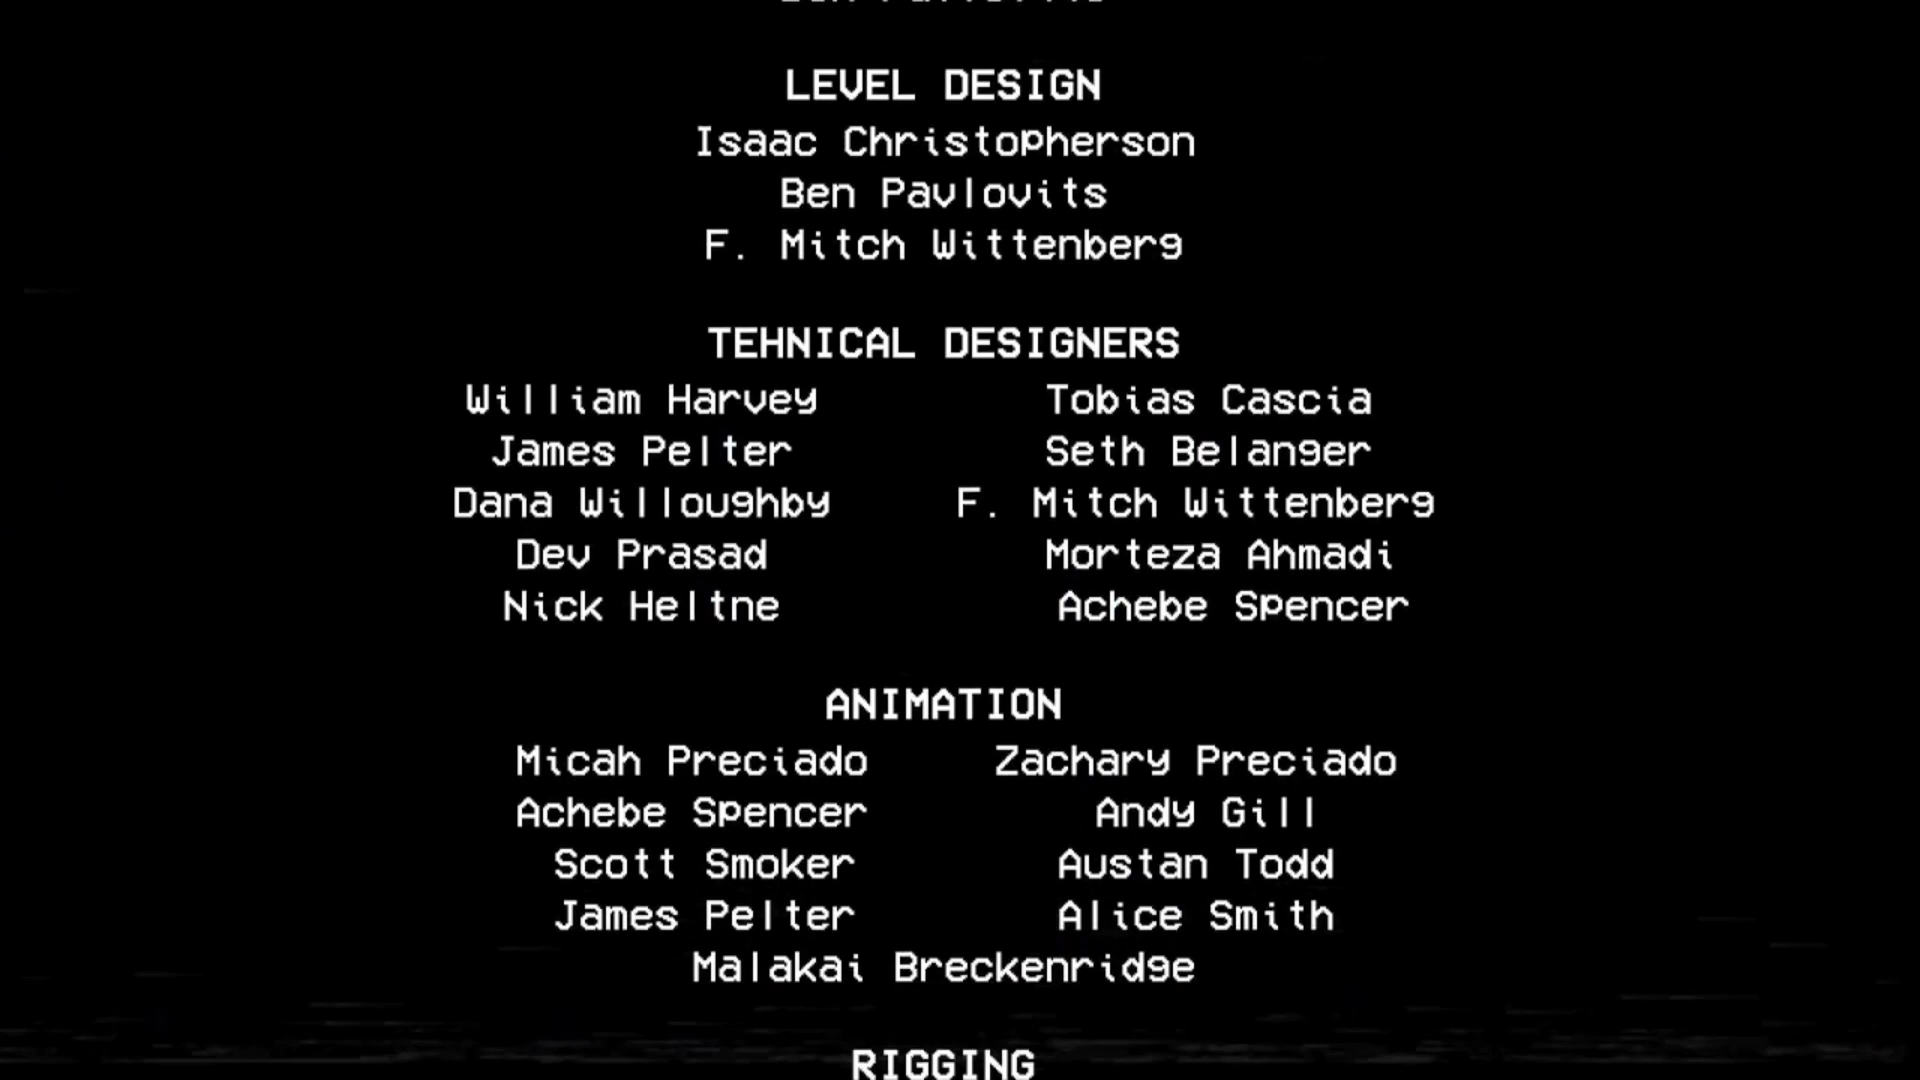 LEVEL DESIGN
Isaac Christopherson
Ben Pavlovits
F. Mitch Wittenberg
TEHNICAL DESIGNERS
William Harvey Tobias Cascia
James Pelter Seth Belanger
Dana Willoughby F. Mitch Wittenberg
Dev Prasad Morteza Ahmadi
Nick Heltne Achebe Spencer
ANIMATION
Micah Preciado Zachary Preciado
Achebe Spencer Andy Gill
Scott Smoker Austan Todd
James Pelter Alice Smith
Malakai Breckenridge
RIGGING